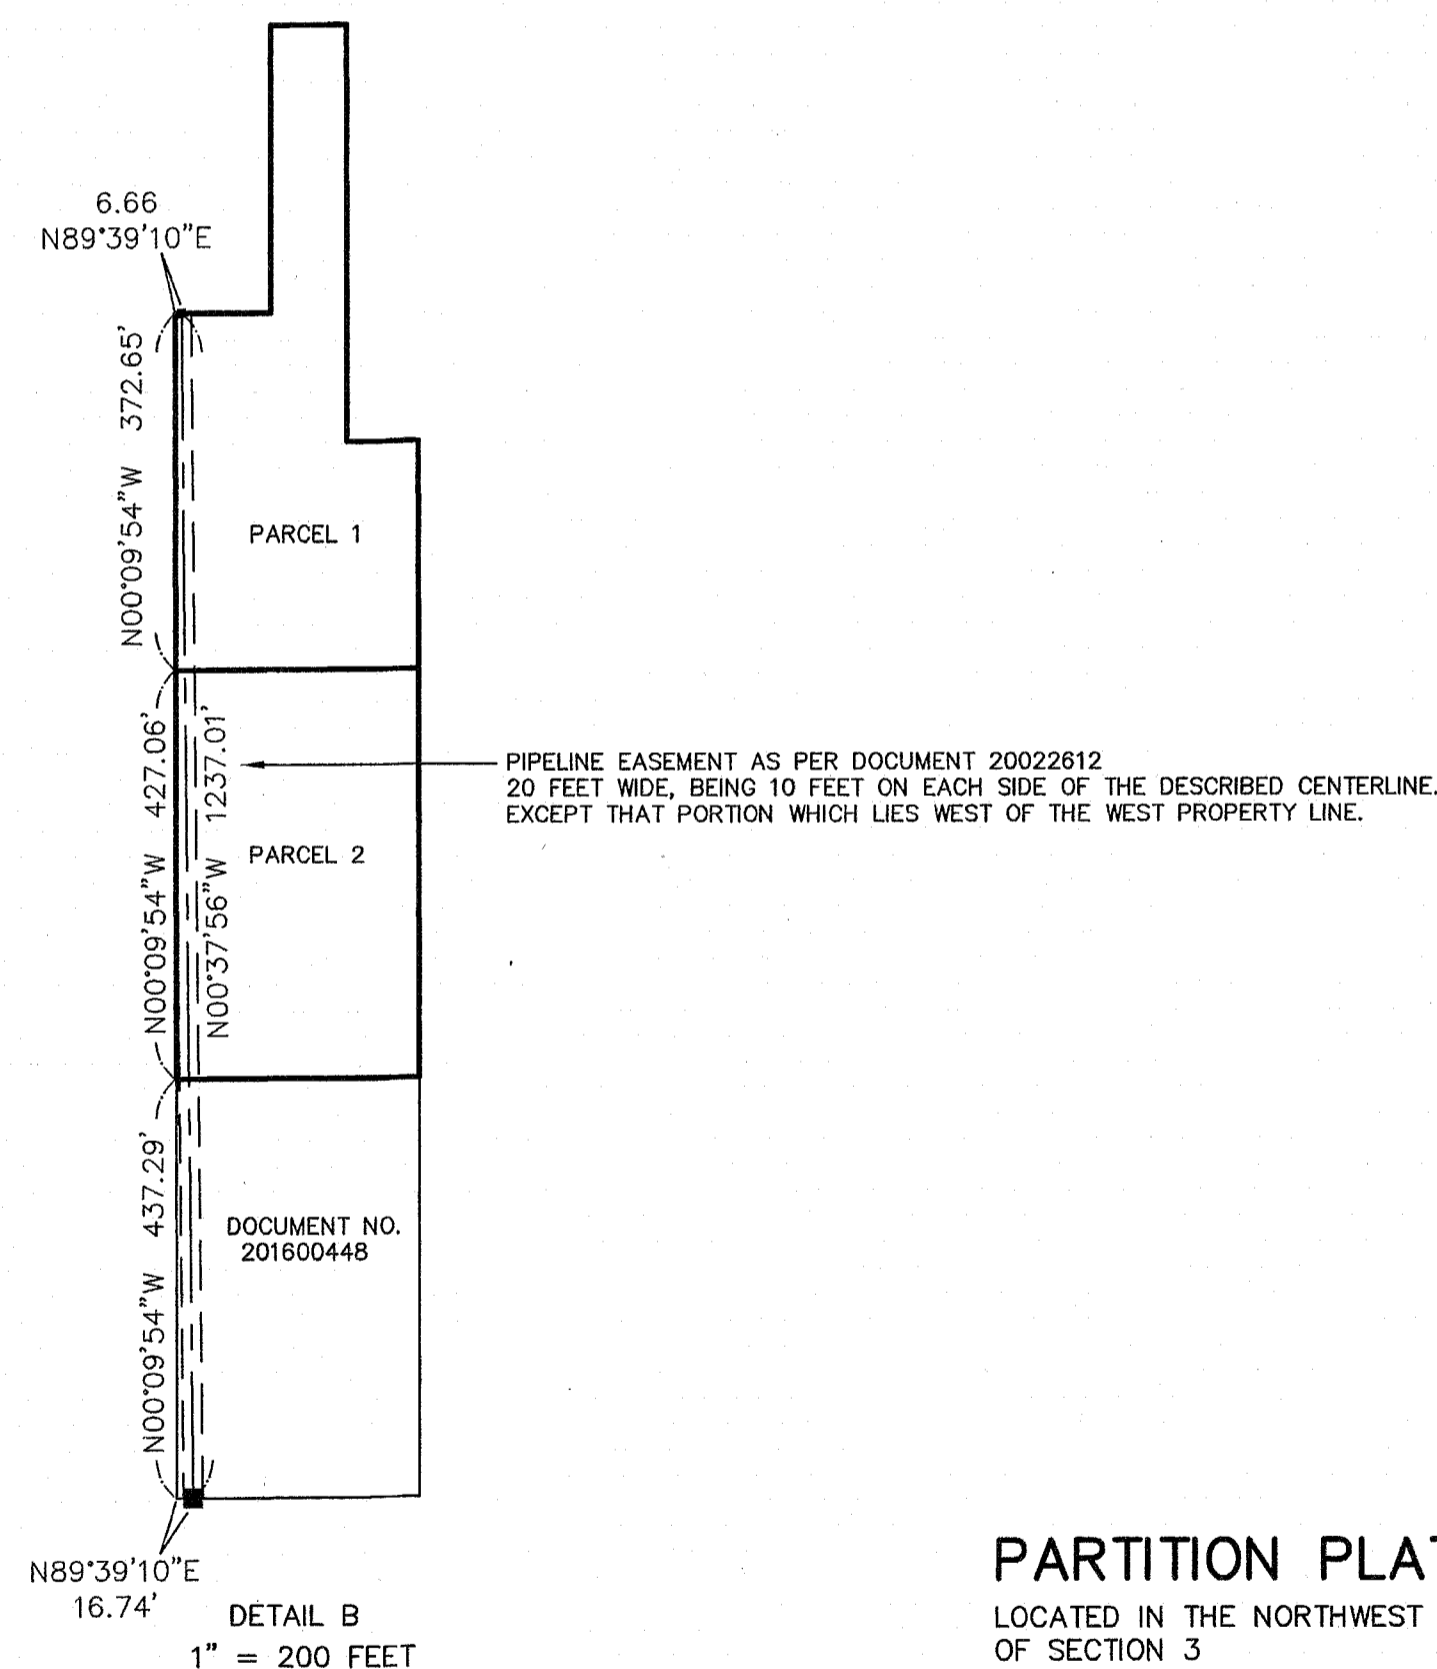 6.66
N89°39'10"E
N00°09'54"W 372.65'
PARCEL 1
N00°09'54"W 427.06'
N00°37'56"W 1237.01'
PIPELINE EASEMENT AS PER DOCUMENT 20022612
20 FEET WIDE, BEING 10 FEET ON EACH SIDE OF THE DESCRIBED CENTERLINE.
EXCEPT THAT PORTION WHICH LIES WEST OF THE WEST PROPERTY LINE.
PARCEL 2
N00°09'54"W 437.29'
DOCUMENT NO.
201600448
N89°39'10"E
16.74'
DETAIL B
1" = 200 FEET
PARTITION PLAT
LOCATED IN THE NORTHWEST
OF SECTION 3